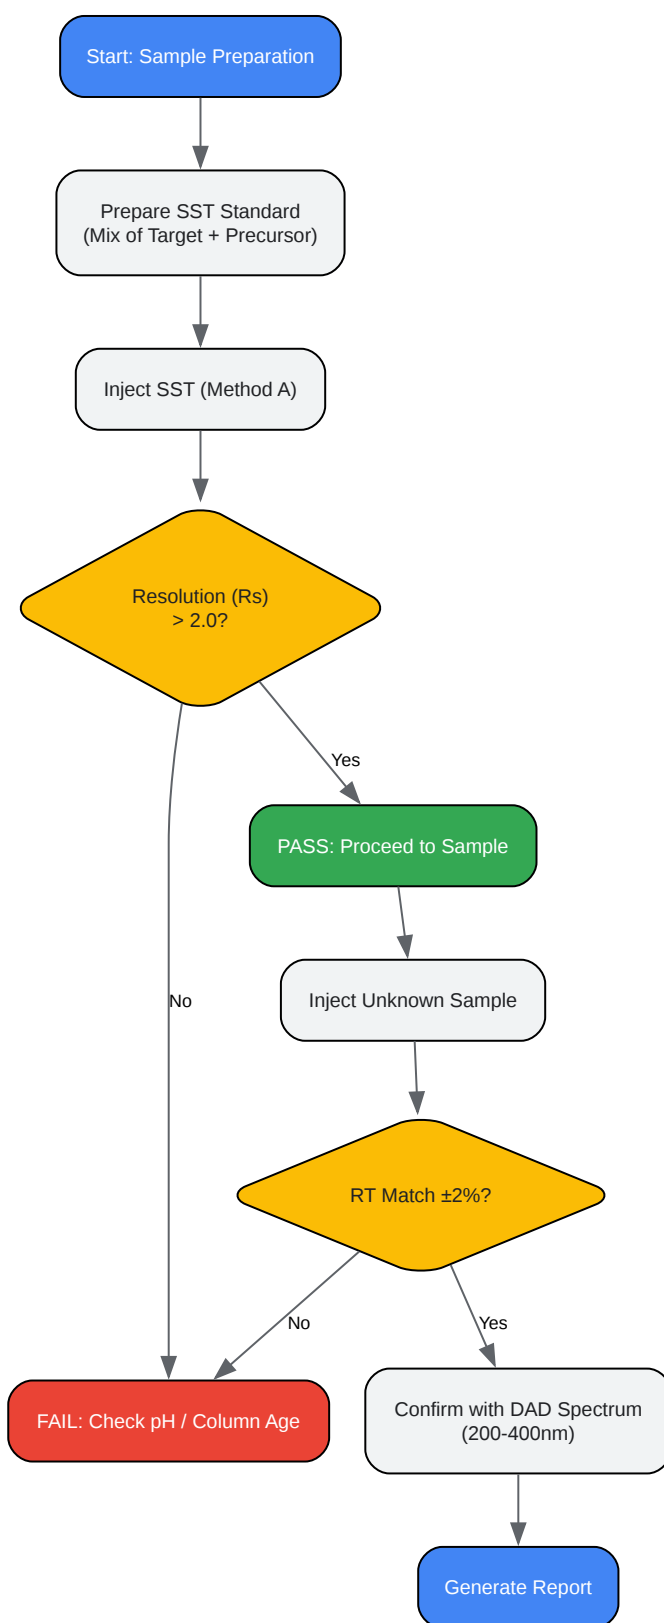 Start: Sample Preparation
Prepare SST Standard
(Mix of Target + Precursor)
Inject SST (Method A)
Resolution (Rs)
> 2.0?
Yes
PASS: Proceed to Sample
No
Inject Unknown Sample
RT Match ±2%?
No
Yes
FAIL: Check pH / Column Age
Confirm with DAD Spectrum
(200-400nm)
Generate Report